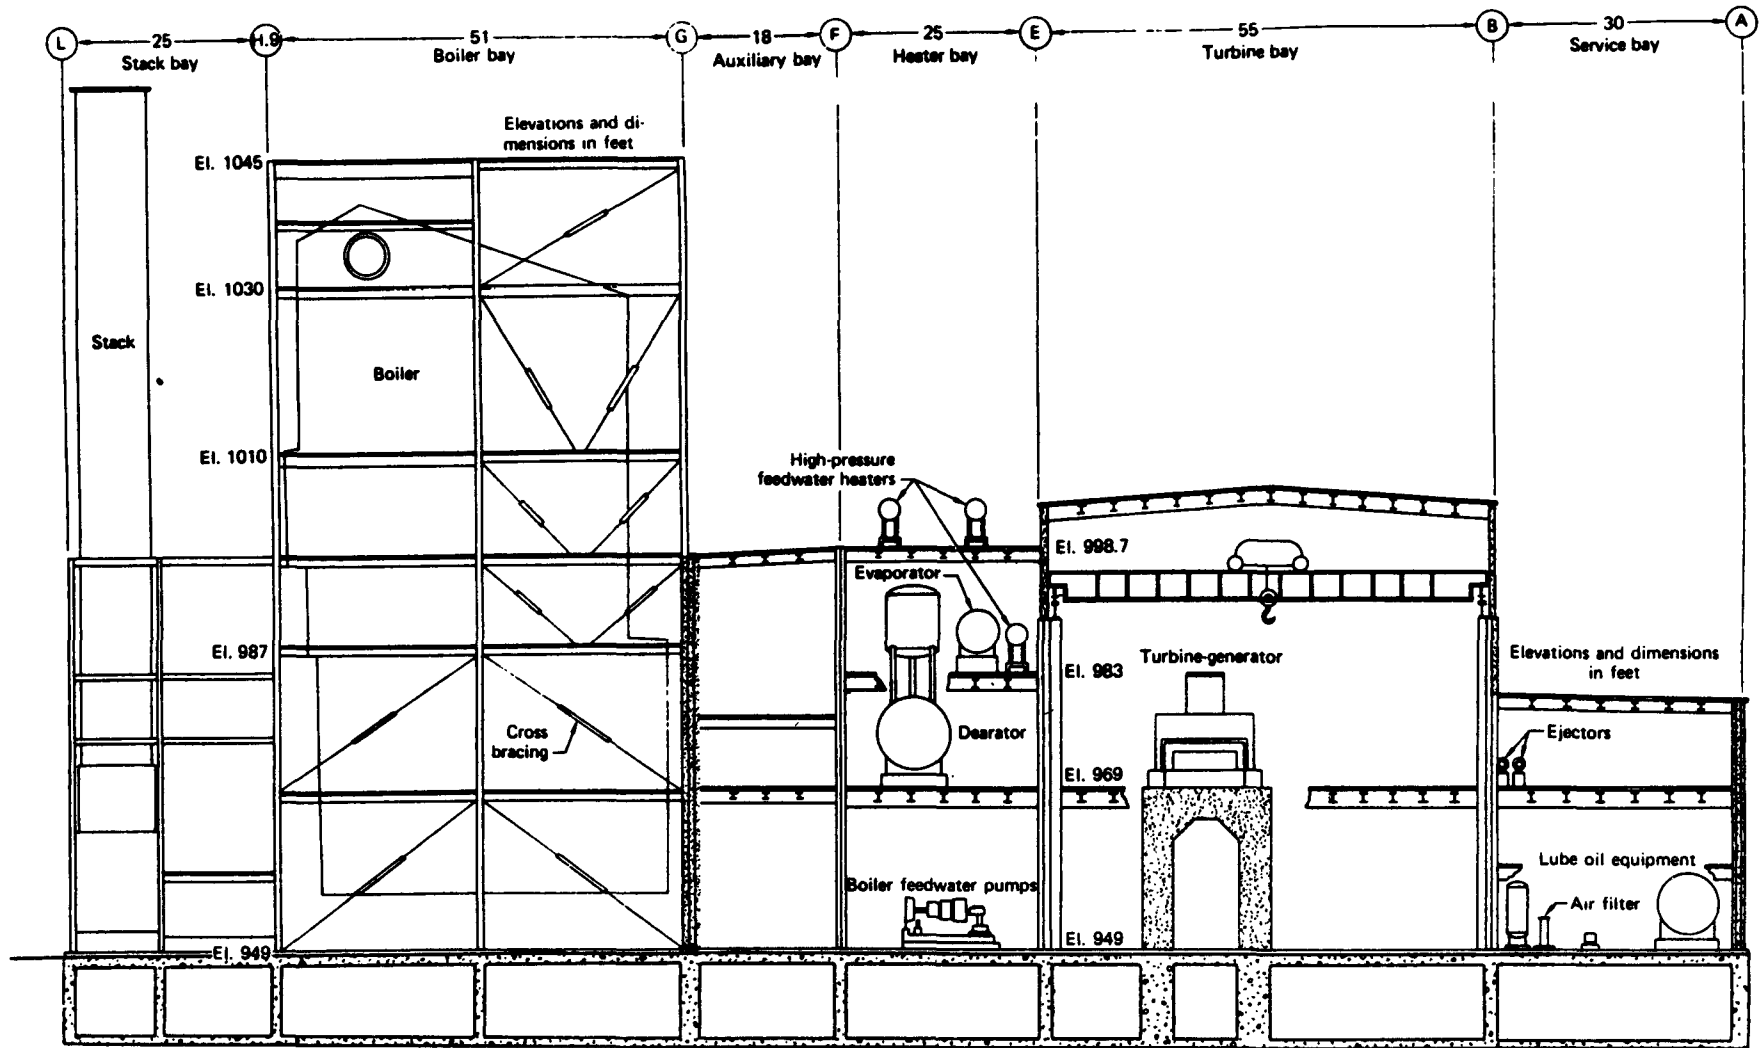 L
25
H.9
51
G
18
F
25
E
55
B
30
A
Stack bay
Boiler bay
Auxiliary bay
Heater bay
Turbine bay
Service bay
Elevations and di-
mensions in feet
El. 1045
El. 1030
Stack
Boiler
El. 1010
High-pressure
feedwater heaters
El. 998.7
Evaporator
El. 987
El. 983
Turbine-generator
Elevations and dimensions
in feet
Cross
bracing
Dearator
Ejectors
El. 969
Lube oil equipment
Boiler feedwater pumps
Air filter
El. 949
El. 949